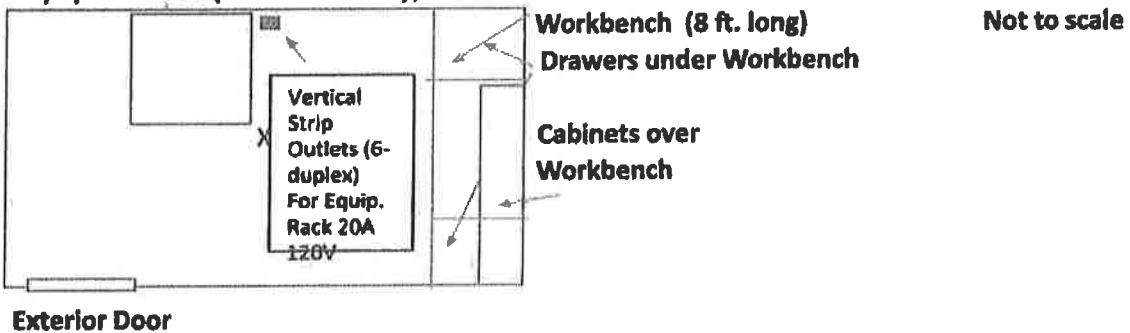 Workbench (8 ft. long)
Not to scale
Drawers under Workbench
Vertical
Strip
Outlets (6-
duplex)
For Equip.
Rack 20A
120V
X
Cabinets over
Workbench
Exterior Door